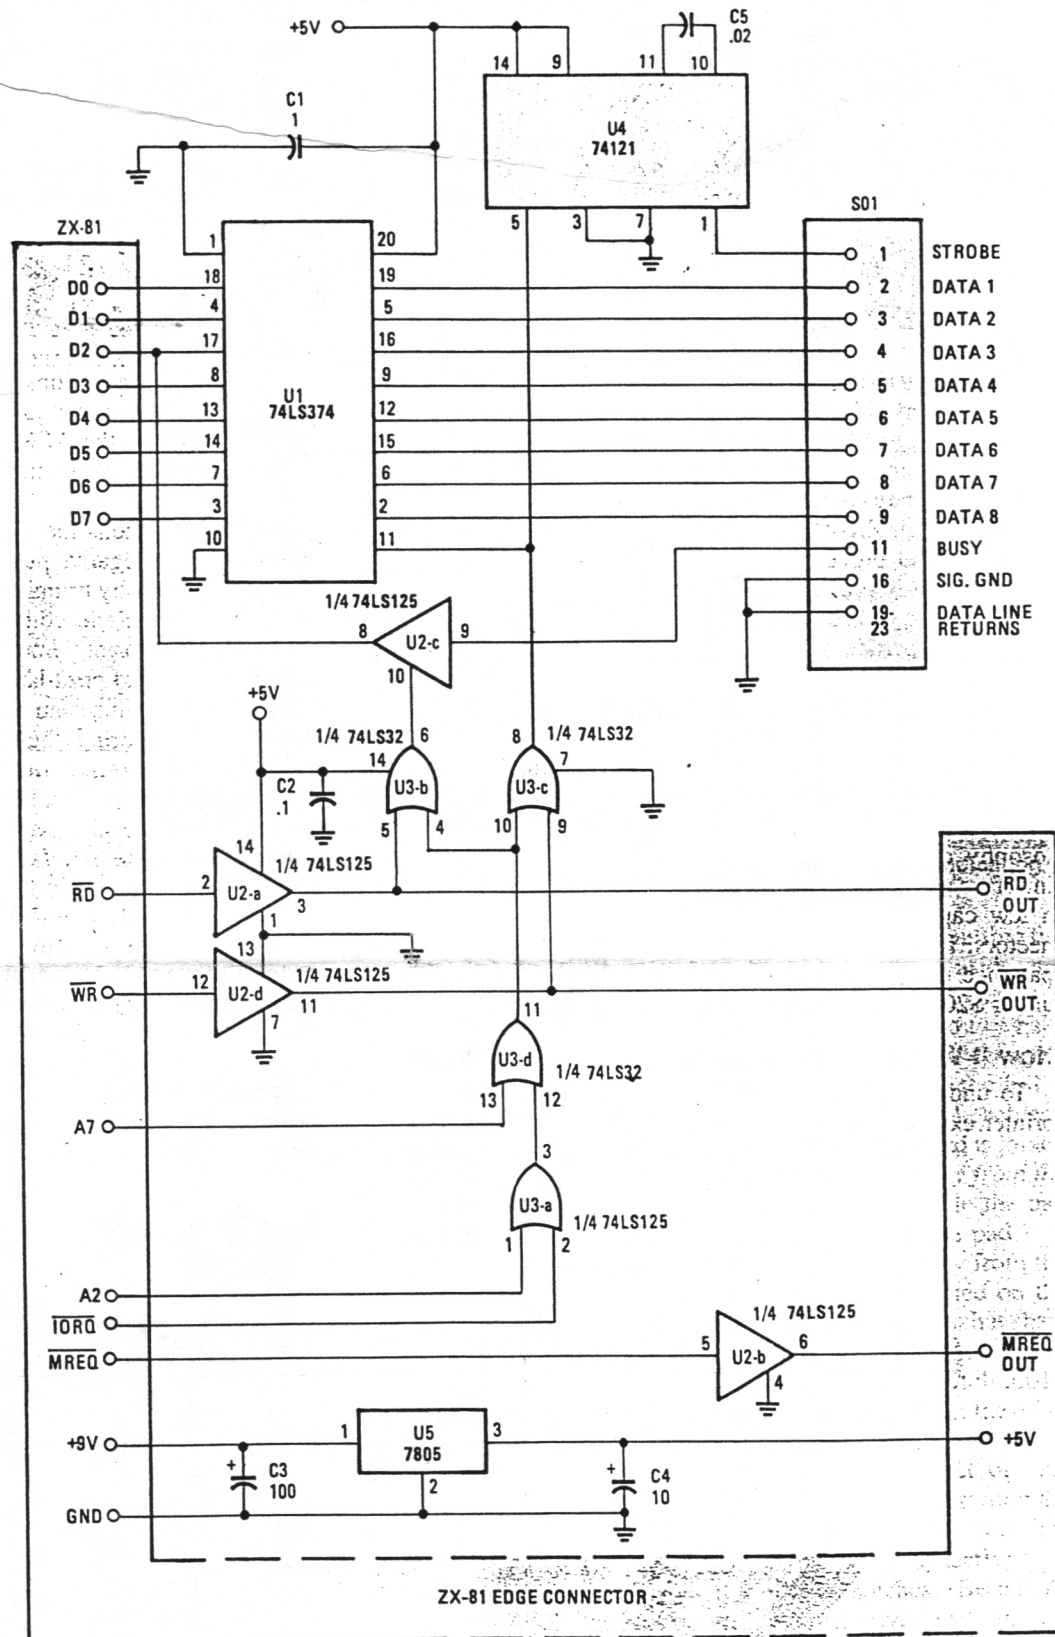 +5V
C5
.02
14
9
11
10
C1
1
U4
74121
5
3
7
1
S01
ZX-81
1
20
1
STROBE
D0
18
19
2
DATA 1
D1
4
5
3
DATA 2
D2
17
16
4
DATA 3
D3
8
9
5
DATA 4
U1
74LS374
D4
13
12
6
DATA 5
D5
14
15
7
DATA 6
D6
7
6
8
DATA 7
D7
3
2
9
DATA 8
10
11
11
BUSY
16
SIG. GND
19-
23
DATA LINE
RETURNS
1/4 74LS125
8
U2-c
9
10
+5V
1/4 74LS32
6
8
1/4 74LS32
14
7
C2
.1
U3-b
U3-c
5
4
10
9
14
1/4 74LS125
RD
2
U2-a
3
RD
OUT
1
13
1/4 74LS125
WR
12
U2-d
11
WR
OUT
7
11
U3-d
1/4 74LS32
13
12
A7
3
U3-a
1/4 74LS125
1
2
A2
IORQ
1/4 74LS125
MREQ
5
U2-b
6
MREQ
OUT
4
+9V
1
U5
7805
3
+5V
+
C3
100
2
+
C4
10
GND
ZX-81 EDGE CONNECTOR